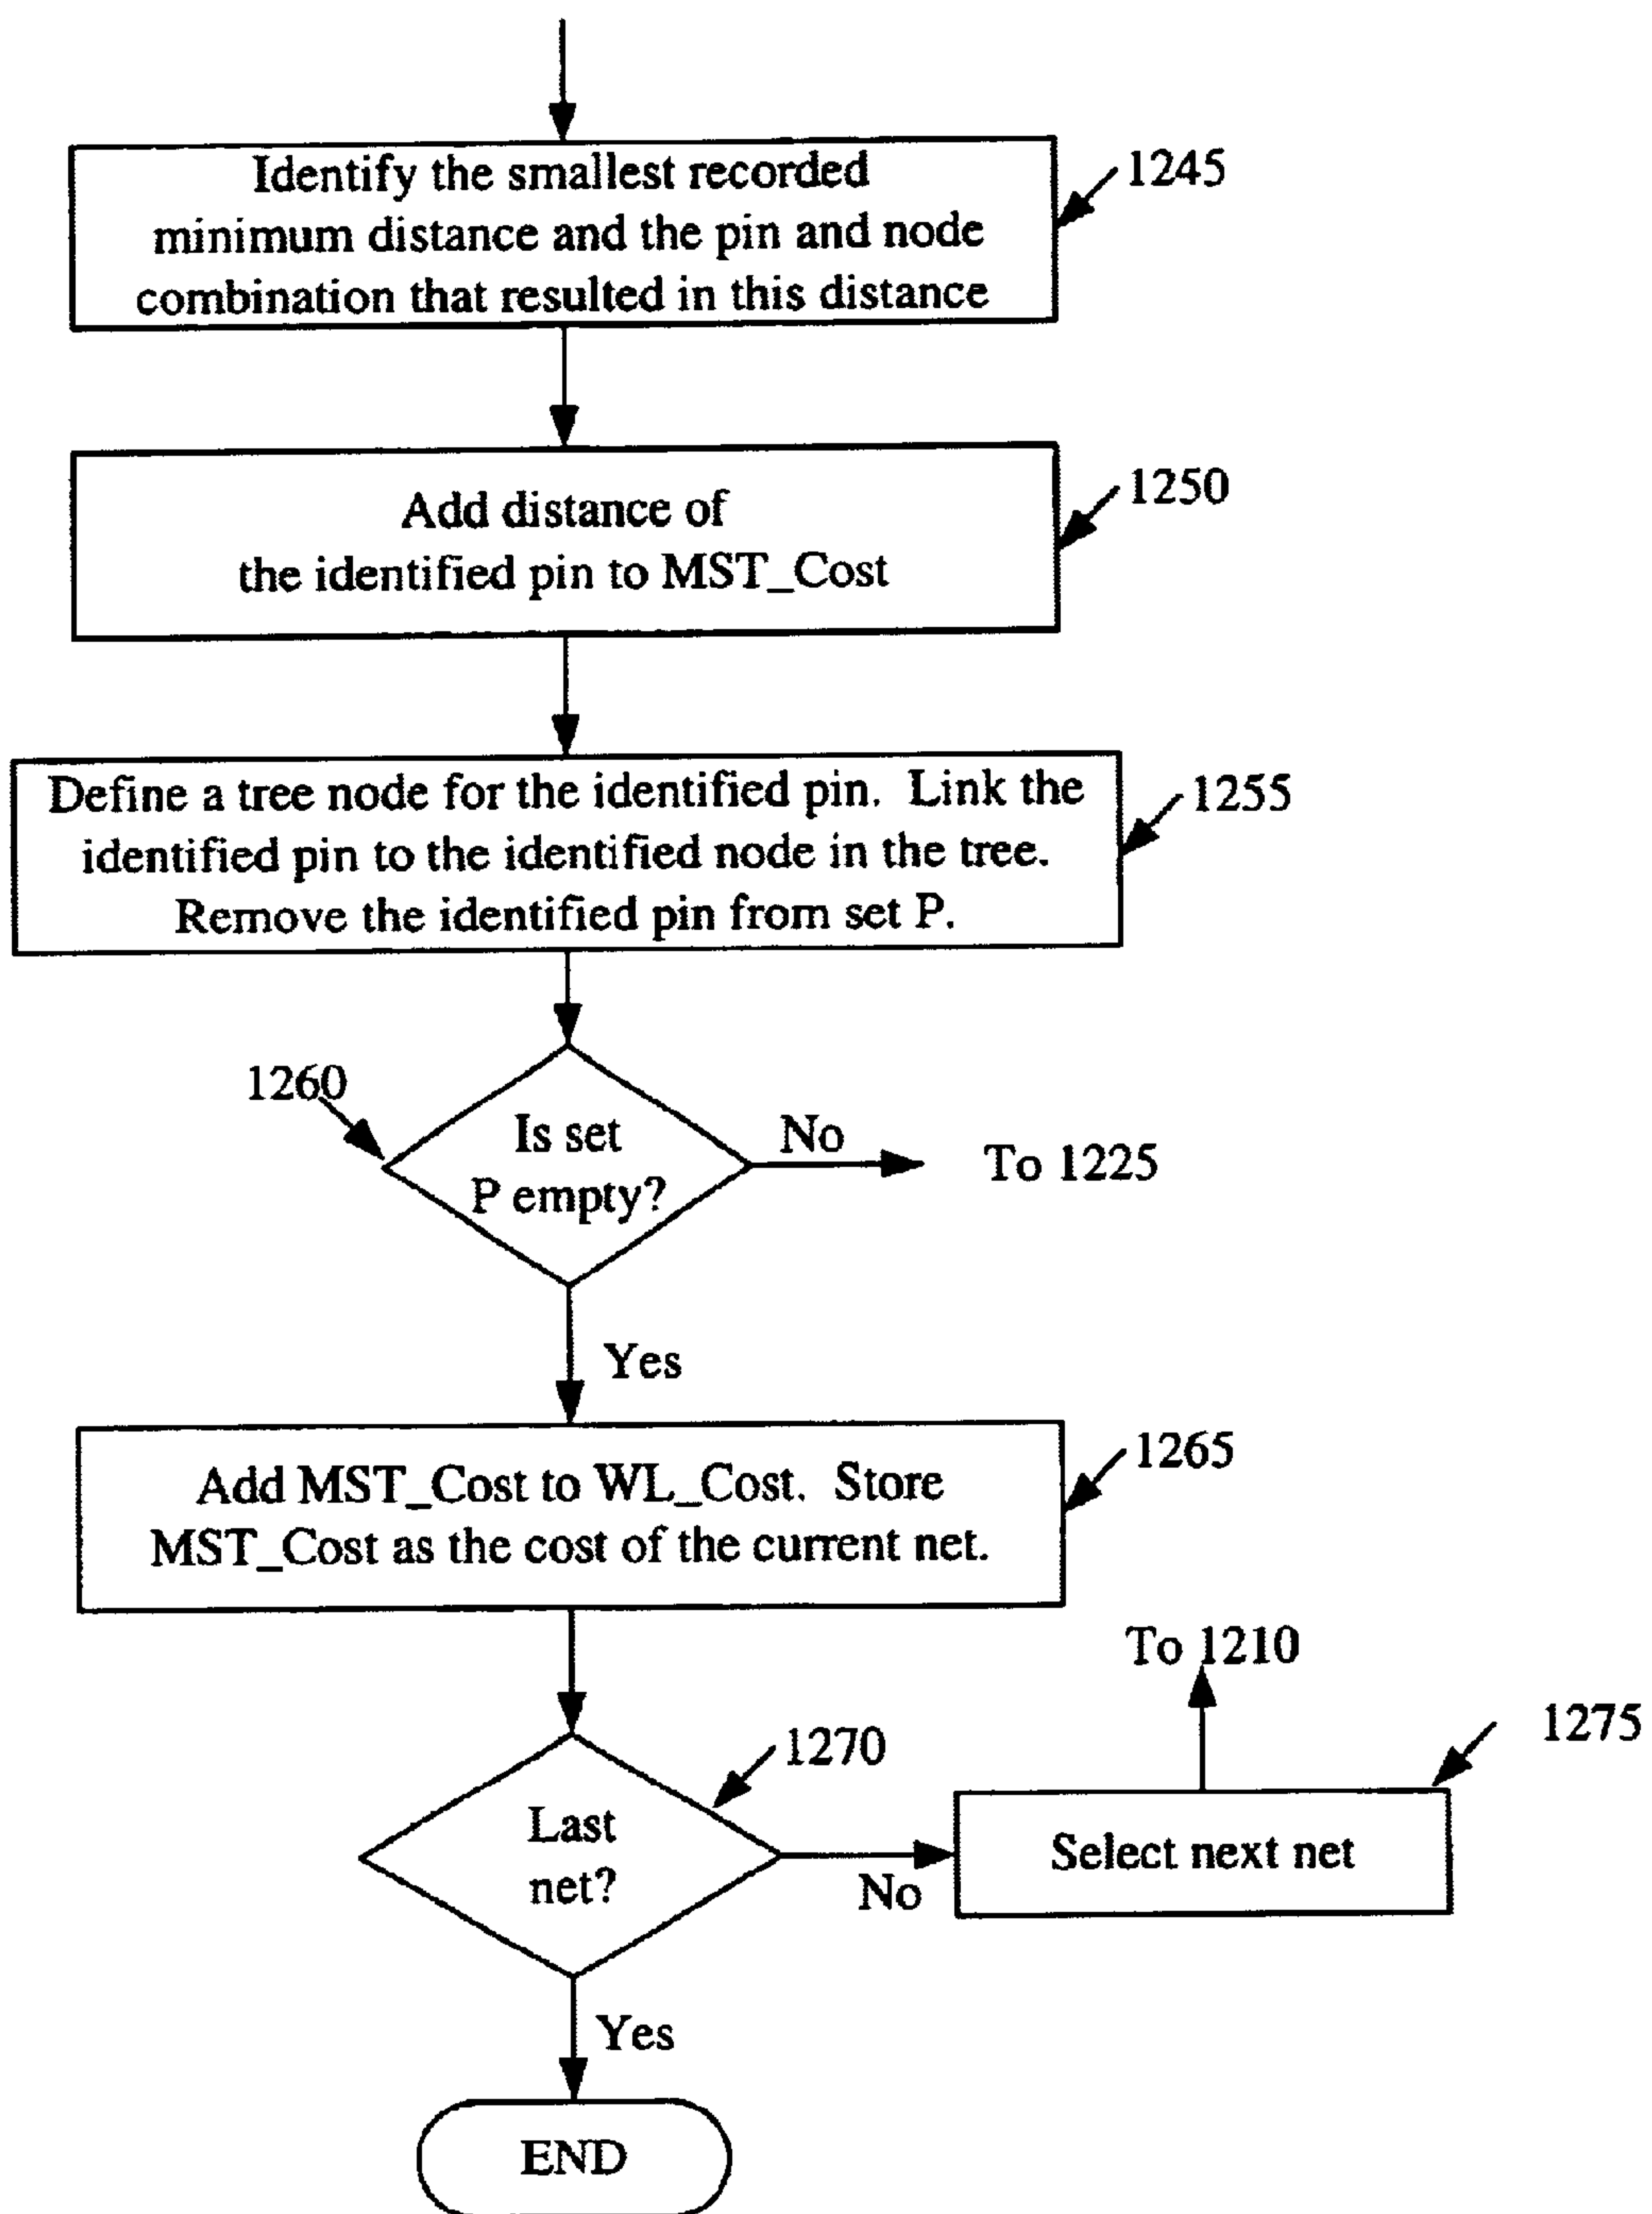 Identify the smallest recorded
minimum distance and the pin and node
combination that resulted in this distance
1245
Add distance of
the identified pin to MST_Cost
1250
Define a tree node for the identified pin. Link the
identified pin to the identified node in the tree.
Remove the identified pin from set P.
1255
1260
Is set
P empty?
No
To 1225
Yes
Add MST_Cost to WL_Cost. Store
MST_Cost as the cost of the current net.
1265
To 1210
1270
1275
Last
net?
No
Select next net
Yes
END